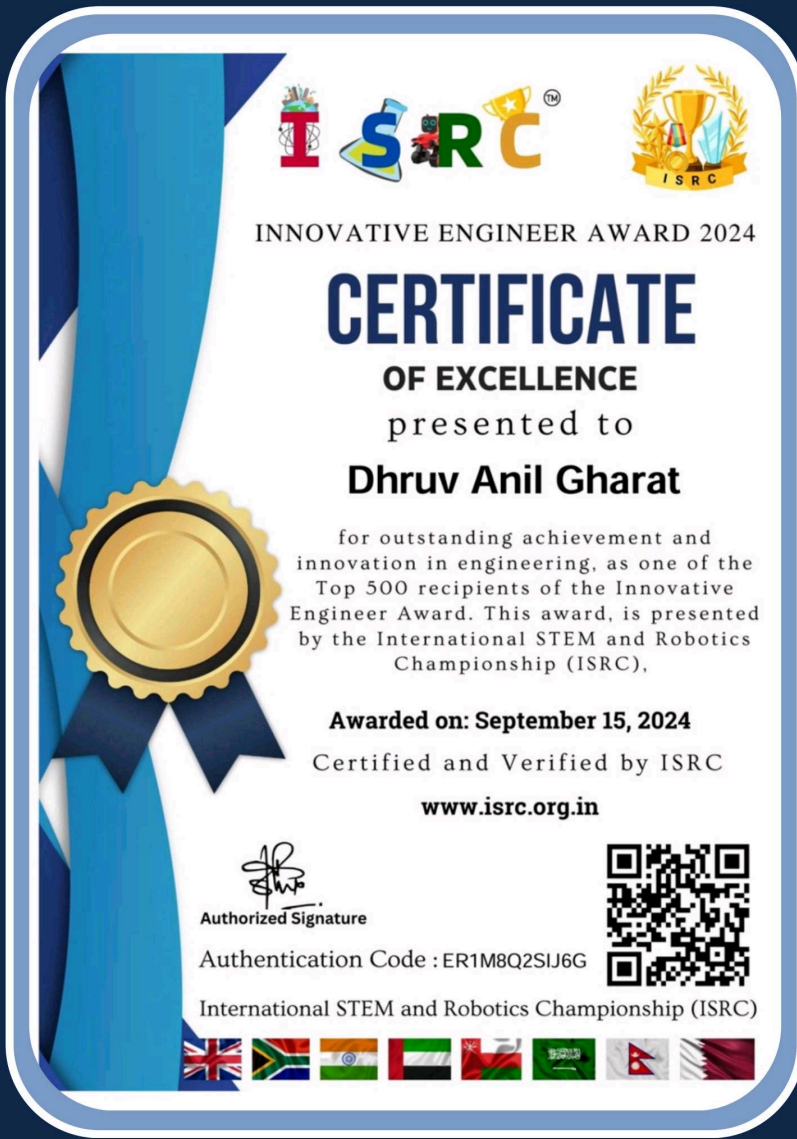 ISRC TM
ISRC
INNOVATIVE ENGINEER AWARD 2024
CERTIFICATE
OF EXCELLENCE
presented to
Dhruv Anil Gharat
for outstanding achievement and
innovation in engineering, as one of the
Top 500 recipients of the Innovative
Engineer Award. This award, is presented
by the International STEM and Robotics
Championship (ISRC),
Awarded on: September 15, 2024
Certified and Verified by ISRC
www.isrc.org.in
Authorized Signature
Authentication Code : ER1M8Q2SIJ6G
International STEM and Robotics Championship (ISRC)